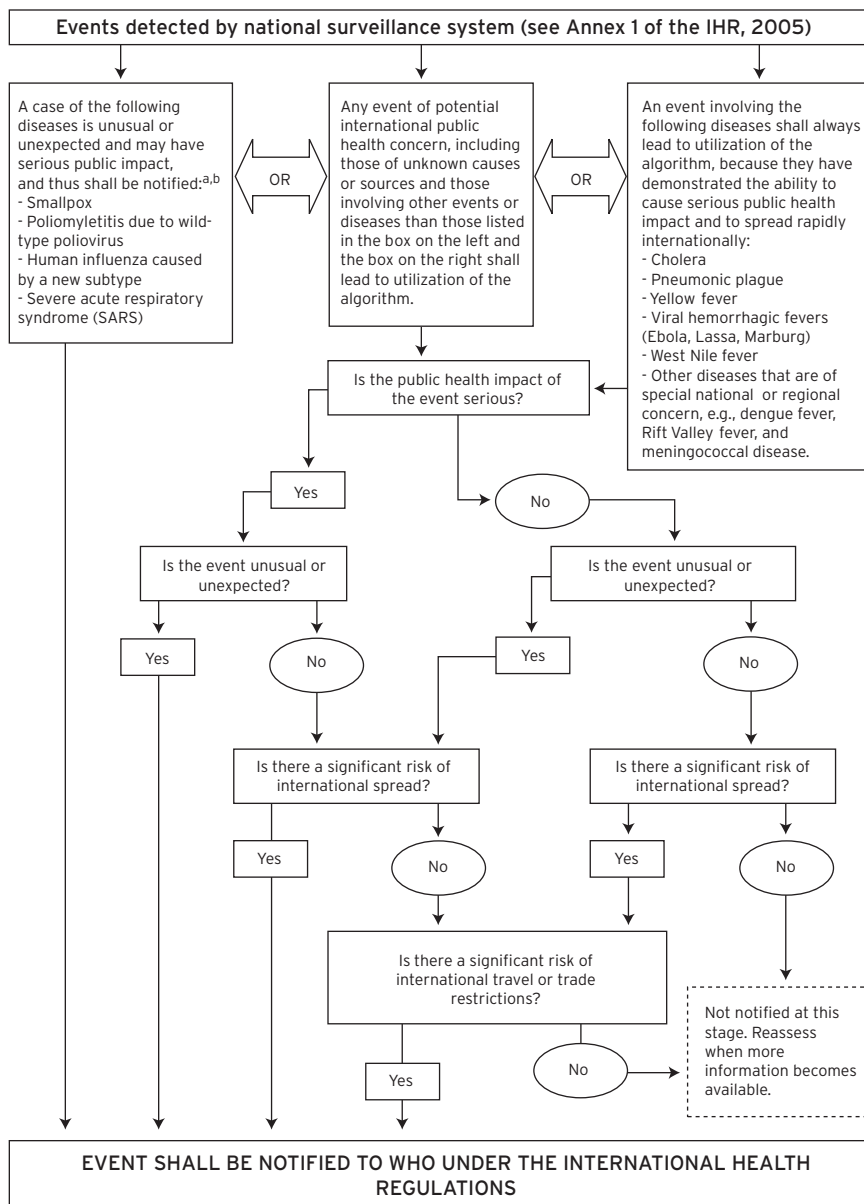 Events detected by national surveillance system (see Annex 1 of the IHR, 2005)
A case of the following
diseases is unusual or
unexpected and may have
serious public impact,
and thus shall be notified:a,b
- Smallpox
- Poliomyletitis due to wild-
type poliovirus
- Human influenza caused
by a new subtype
- Severe acute respiratory
syndrome (SARS)
OR
Any event of potential
international public
health concern, including
those of unknown causes
or sources and those
involving other events or
diseases than those listed
in the box on the left and
the box on the right shall
lead to utilization of the
algorithm.
OR
An event involving the
following diseases shall always
lead to utilization of the
algorithm, because they have
demonstrated the ability to
cause serious public health
impact and to spread rapidly
internationally:
- Cholera
- Pneumonic plague
- Yellow fever
- Viral hemorrhagic fevers
(Ebola, Lassa, Marburg)
- West Nile fever
- Other diseases that are of
special national or regional
concern, e.g., dengue fever,
Rift Valley fever, and
meningococcal disease.
Is the public health impact of
the event serious?
Yes
No
Is the event unusual or
unexpected?
Is the event unusual or
unexpected?
Yes
No
Yes
No
Is there a significant risk of
international spread?
Is there a significant risk of
international spread?
Yes
No
Yes
No
Is there a significant risk of
international travel or trade
restrictions?
Not notified at this
stage. Reassess
when more
information becomes
available.
Yes
No
EVENT SHALL BE NOTIFIED TO WHO UNDER THE INTERNATIONAL HEALTH
REGULATIONS